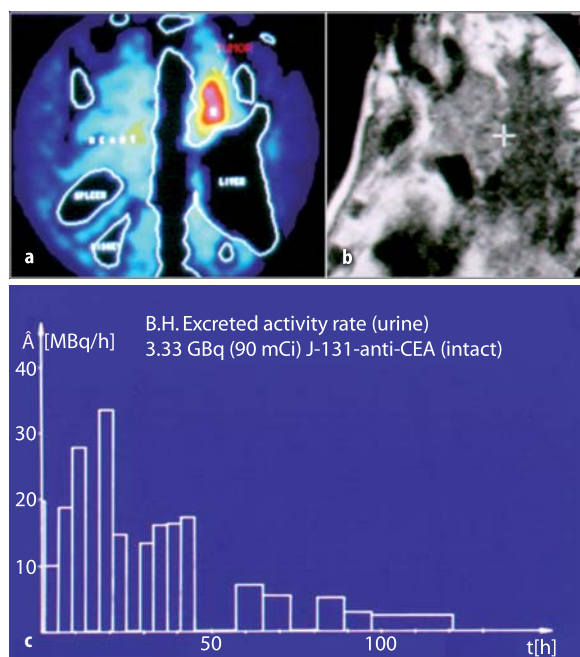 TUMOR
HEART
LIVER
SPLEEN
KIDNEY
a
b
B.H. Excreted activity rate (urine)
3.33 GBq (90 mCi) J-131-anti-CEA (intact)
Â [MBq/h]
40
30
20
10
50
100
t[h]
c